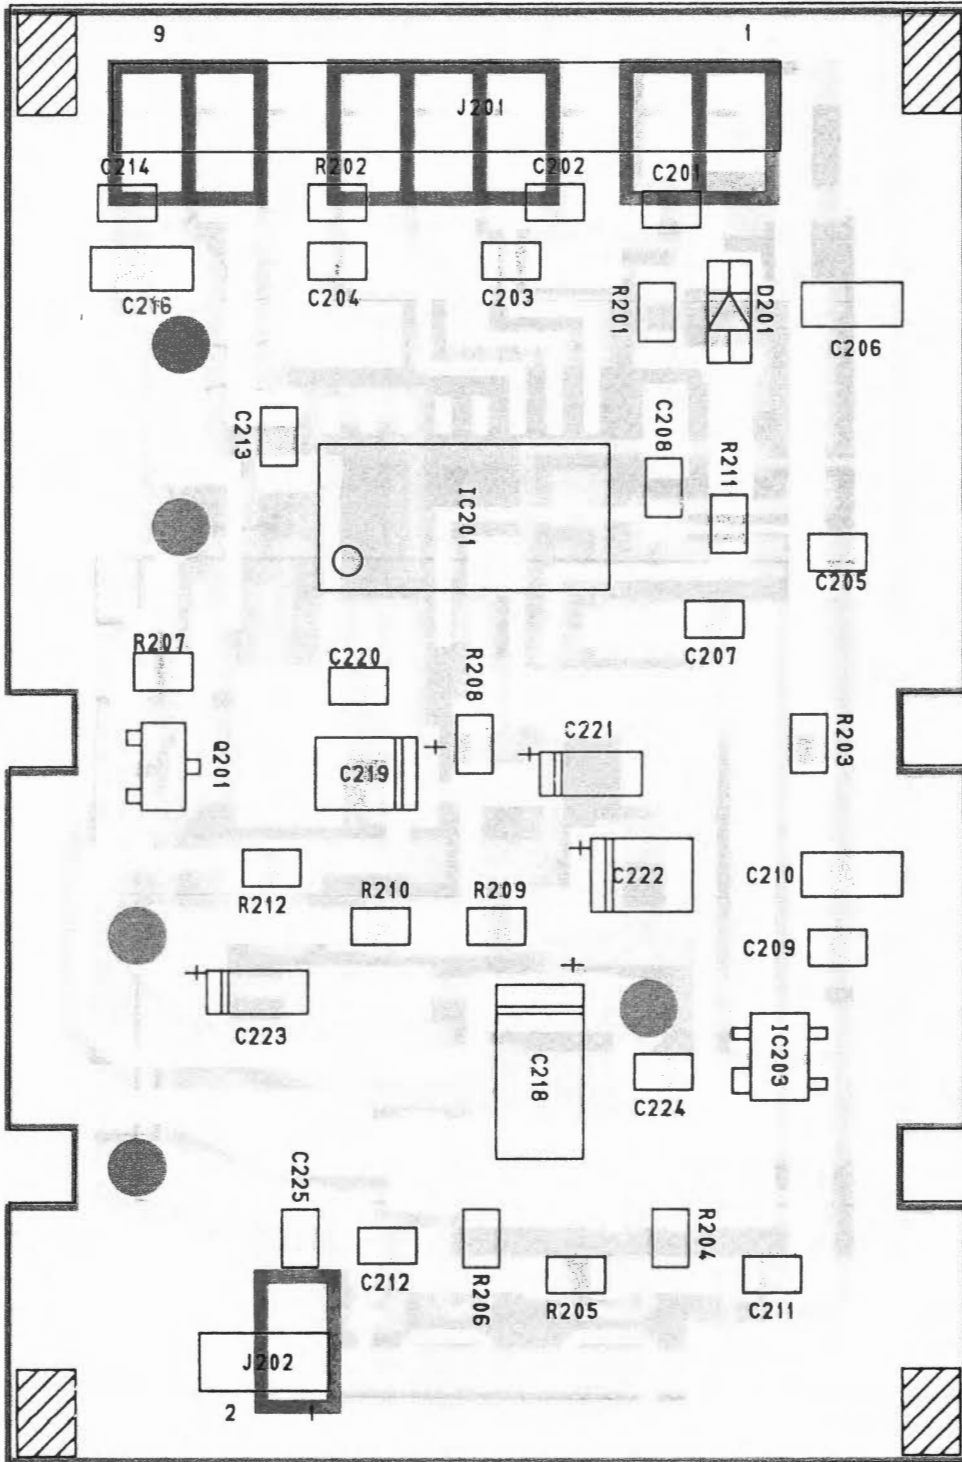 9 1
J201
C214 R202 C202 C201
C216 C204 C203 R201 D201 C206
C213 IC201 C208 R211
C205
C207
R207 C220 R208
Q201 C219 + + C221 R203
+ C222 C210
R212 R210 R209
C209
+ C223 + C218 C224 IC203
C225 C212 R206 R205 R204 C211
J202
2 1